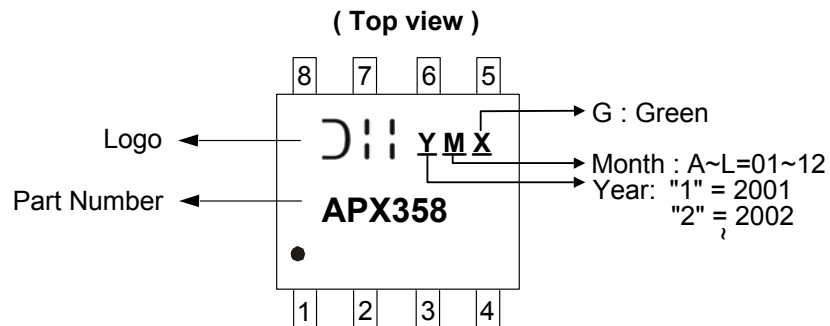 ( Top view )
8 7 6 5
Logo
Y M X
G : Green
Month : A~L=01~12
Part Number
APX358
Year: "1" = 2001
"2" = 2002
~
1 2 3 4